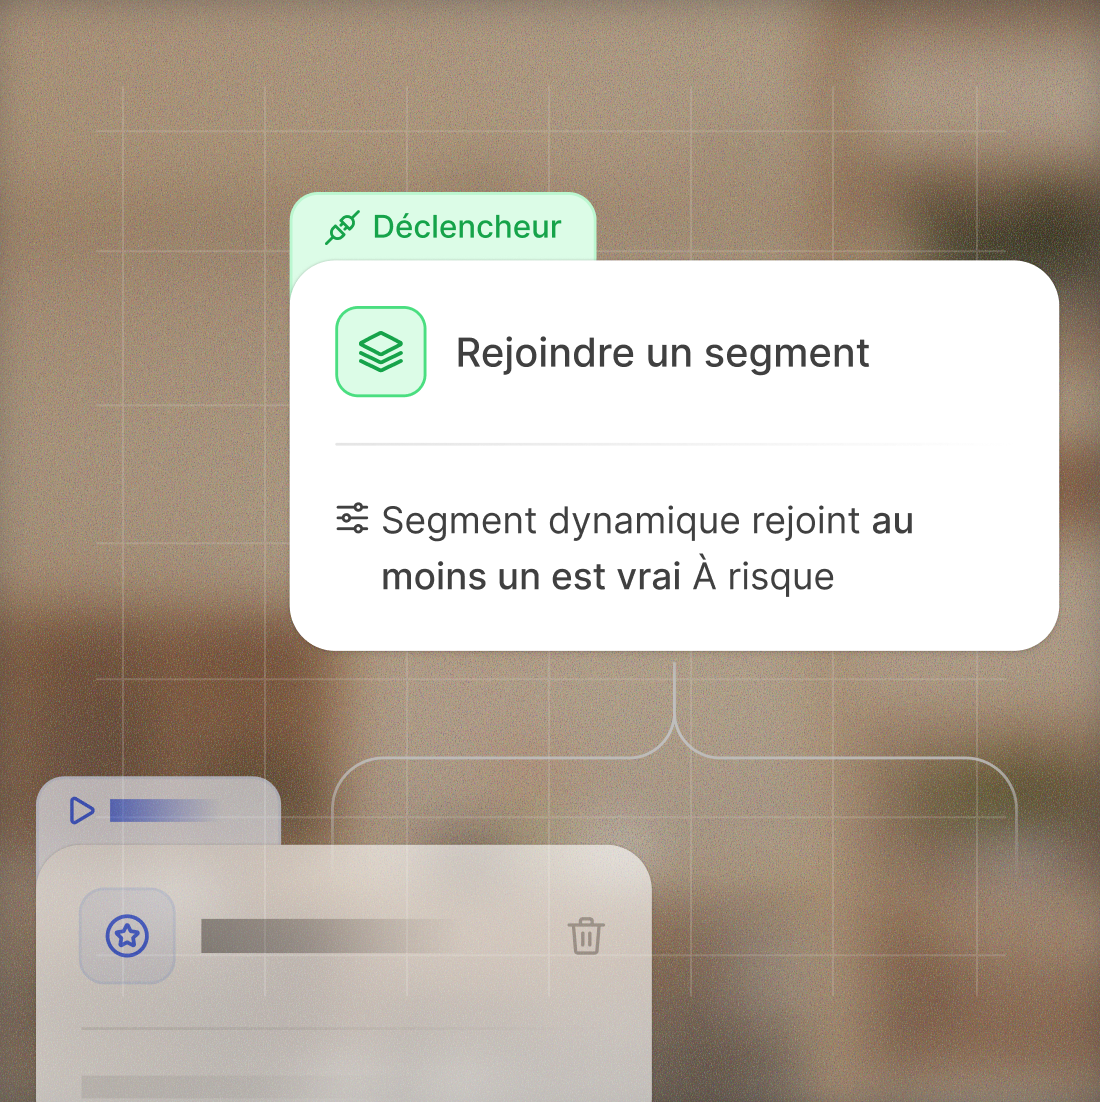 Déclencheur
Rejoindre un segment
Segment dynamique rejoint au
moins un est vrai À risque